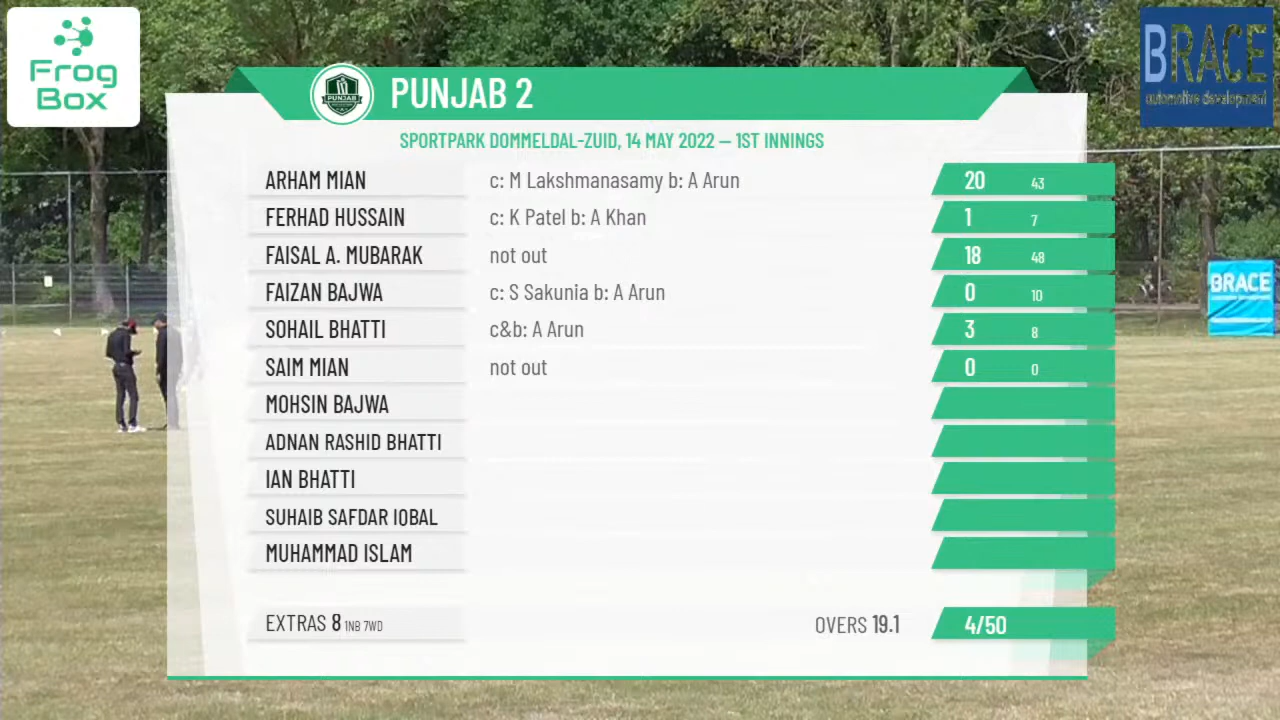 Frog
Box
BRACE
automotive development
PUNJAB
PUNJAB 2
SPORTPARK DOMMELDAL-ZUID, 14 MAY 2022 – 1ST INNINGS
ARHAM MIAN c: M Lakshmanasamy b: A Arun 20 43
FERHAD HUSSAIN c: K Patel b: A Khan 1 7
FAISAL A. MUBARAK not out 18 48
FAIZAN BAJWA c: S Sakunia b: A Arun 0 10
SOHAIL BHATTI c&b: A Arun 3 8
SAIM MIAN not out 0 0
MOHSIN BAJWA
ADNAN RASHID BHATTI
IAN BHATTI
SUHAIB SAFDAR IQBAL
MUHAMMAD ISLAM
EXTRAS 8 1NB 7WD OVERS 19.1 4/50
BRACE